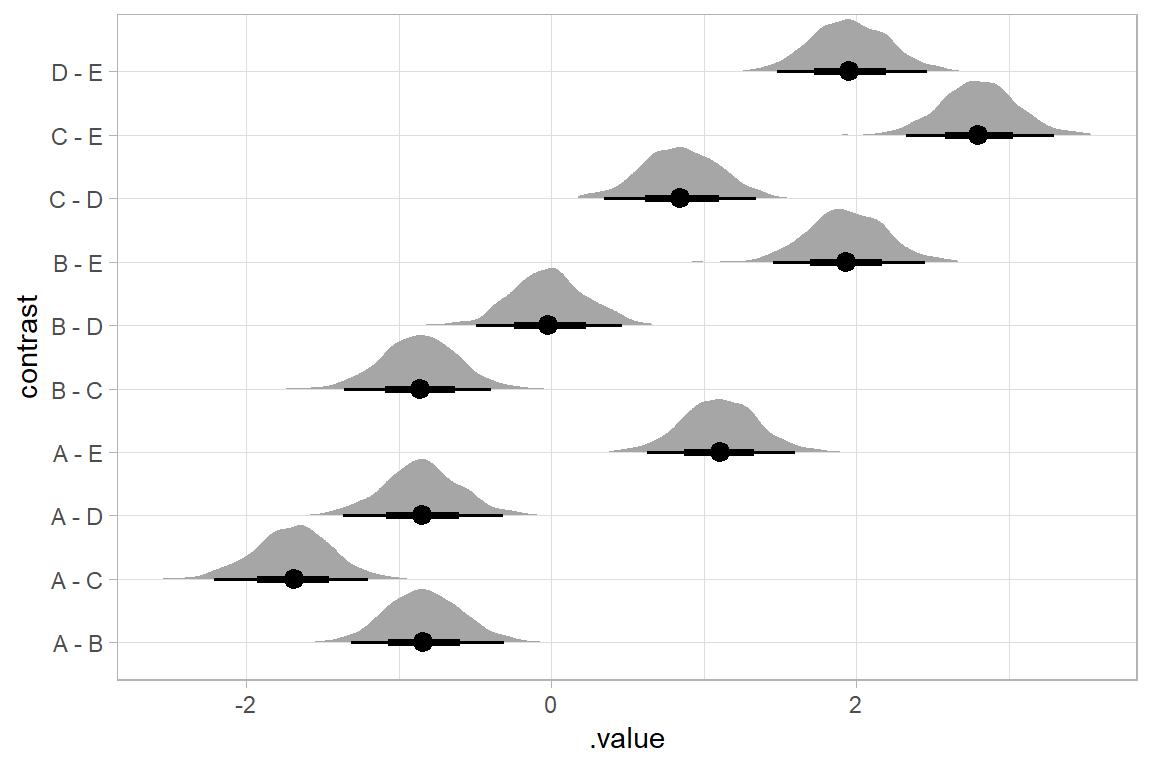 D - E
C - E
C - D
B - E
B - D
B - C
A - E
A - D
A - C
A - B
contrast
-2 0 2
.value